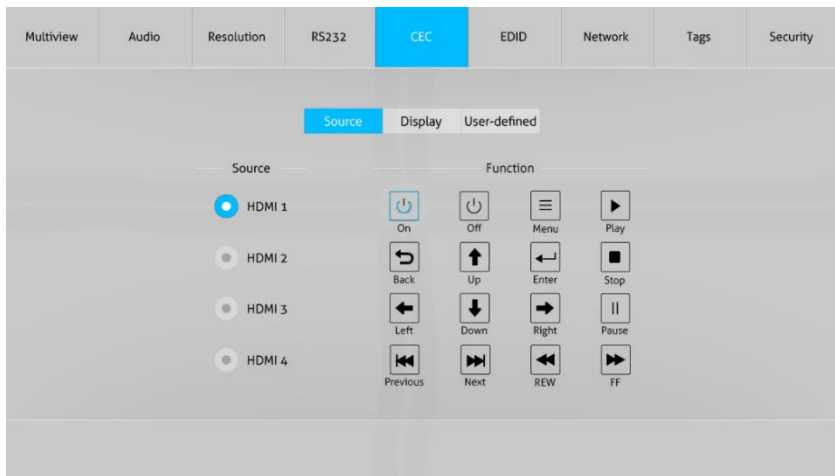 Multiview Audio Resolution RS232 CEC EDID Network Tags Security
Source Display User-defined
Source Function
HDMI 1
On Off Menu Play
HDMI 2
Back Up Enter Stop
HDMI 3
Left Down Right Pause
HDMI 4
Previous Next REW FF